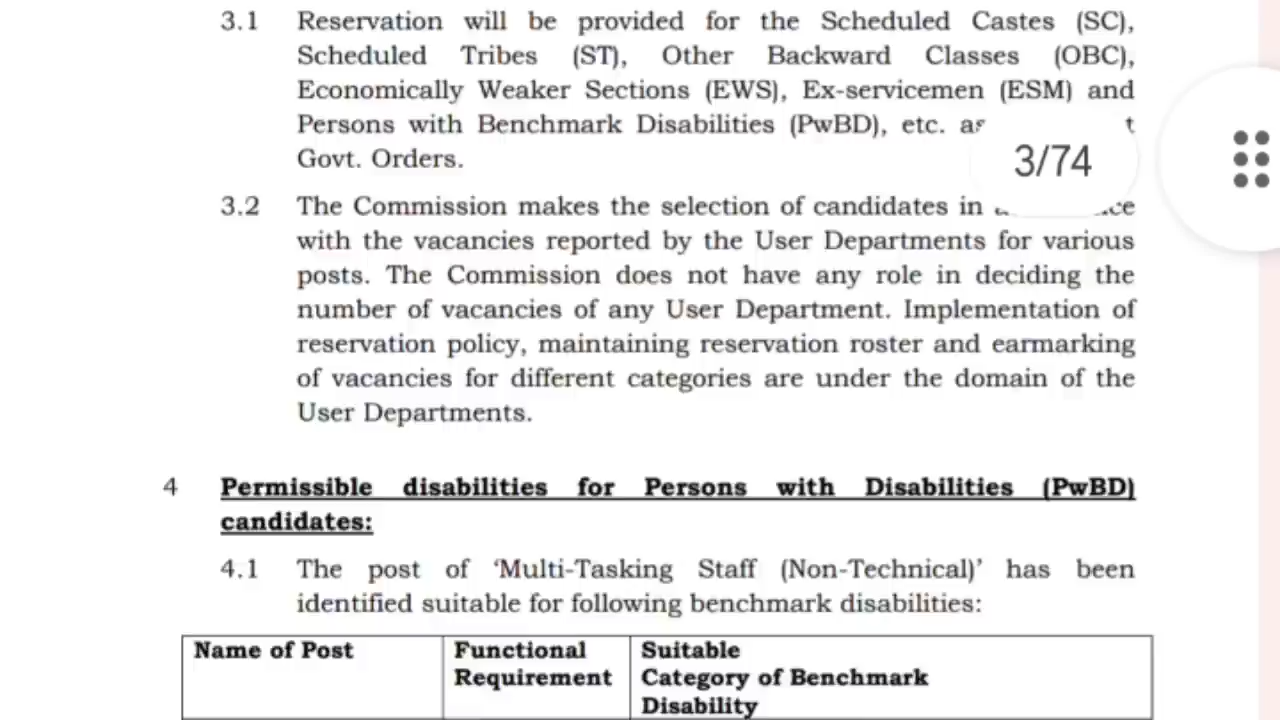 3.1 Reservation will be provided for the Scheduled Castes (SC),
Scheduled Tribes (ST), Other Backward Classes (OBC),
Economically Weaker Sections (EWS), Ex-servicemen (ESM) and
Persons with Benchmark Disabilities (PwBD), etc.
Govt. Orders.
3/74
3.2 The Commission makes the selection of candidates in
with the vacancies reported by the User Departments for various
posts. The Commission does not have any role in deciding the
number of vacancies of any User Department. Implementation of
reservation policy, maintaining reservation roster and earmarking
of vacancies for different categories are under the domain of the
User Departments.
4 Permissible disabilities for Persons with Disabilities (PwBD)
candidates:
4.1 The post of ‘Multi-Tasking Staff (Non-Technical)’ has been
identified suitable for following benchmark disabilities:
Name of Post
Functional
Requirement
Suitable
Category of Benchmark
Disability